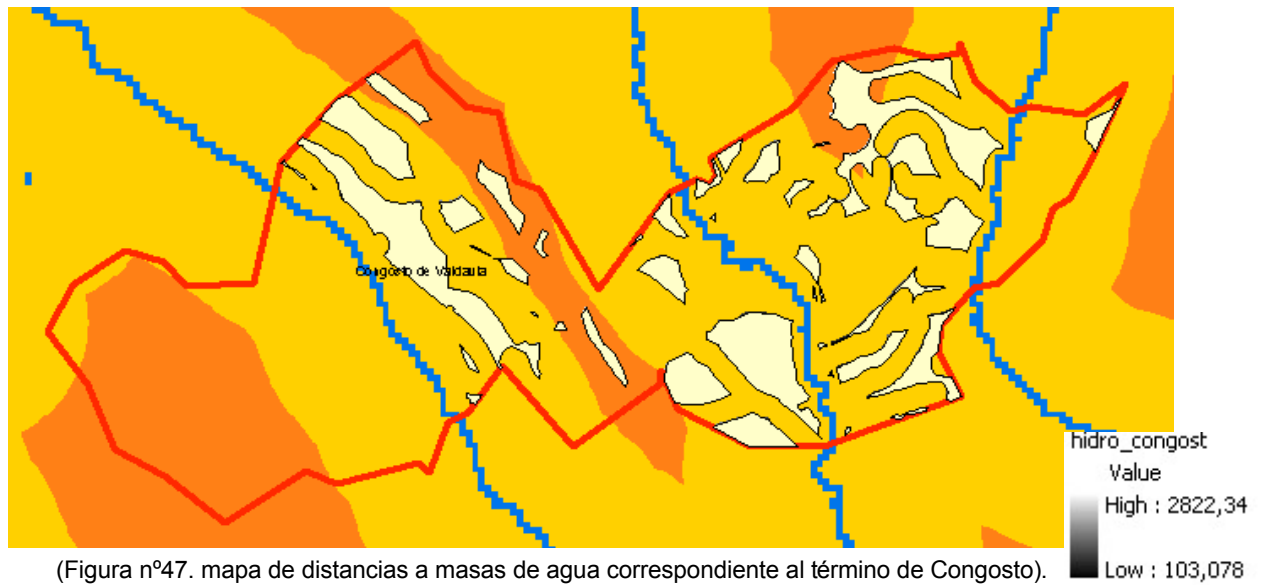 Congosto de Valdavia
hidro_congost
Value
High : 2822,34
Low : 103,078
(Figura nº47. mapa de distancias a masas de agua correspondiente al término de Congosto).